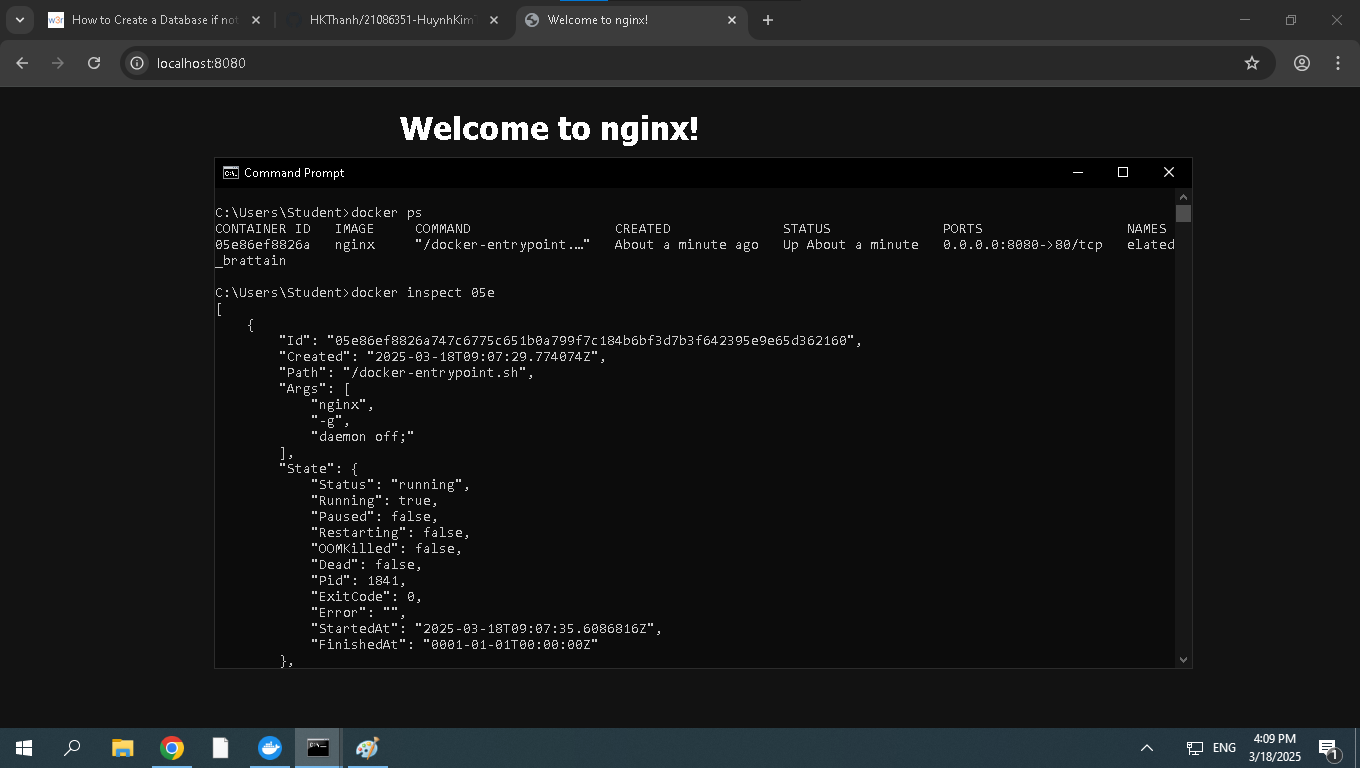 How to Create a Database if not
HKThanh/21086351-HuynhKimT
Welcome to nginx!
localhost:8080
Welcome to nginx!
Command Prompt
C:\Users\Student>docker ps
CONTAINER ID   IMAGE     COMMAND                  CREATED              STATUS              PORTS                  NAMES
05e86ef8826a   nginx     "/docker-entrypoint.…"   About a minute ago   Up About a minute   0.0.0.0:8080->80/tcp   elated
_brattain
C:\Users\Student>docker inspect 05e
[
    {
        "Id": "05e86ef8826a747c6775c651b0a799f7c184b6bf3d7b3f642395e9e65d362160",
        "Created": "2025-03-18T09:07:29.774074Z",
        "Path": "/docker-entrypoint.sh",
        "Args": [
            "nginx",
            "-g",
            "daemon off;"
        ],
        "State": {
            "Status": "running",
            "Running": true,
            "Paused": false,
            "Restarting": false,
            "OOMKilled": false,
            "Dead": false,
            "Pid": 1841,
            "ExitCode": 0,
            "Error": "",
            "StartedAt": "2025-03-18T09:07:35.6086816Z",
            "FinishedAt": "0001-01-01T00:00:00Z"
        },
ENG
4:09 PM
3/18/2025
1